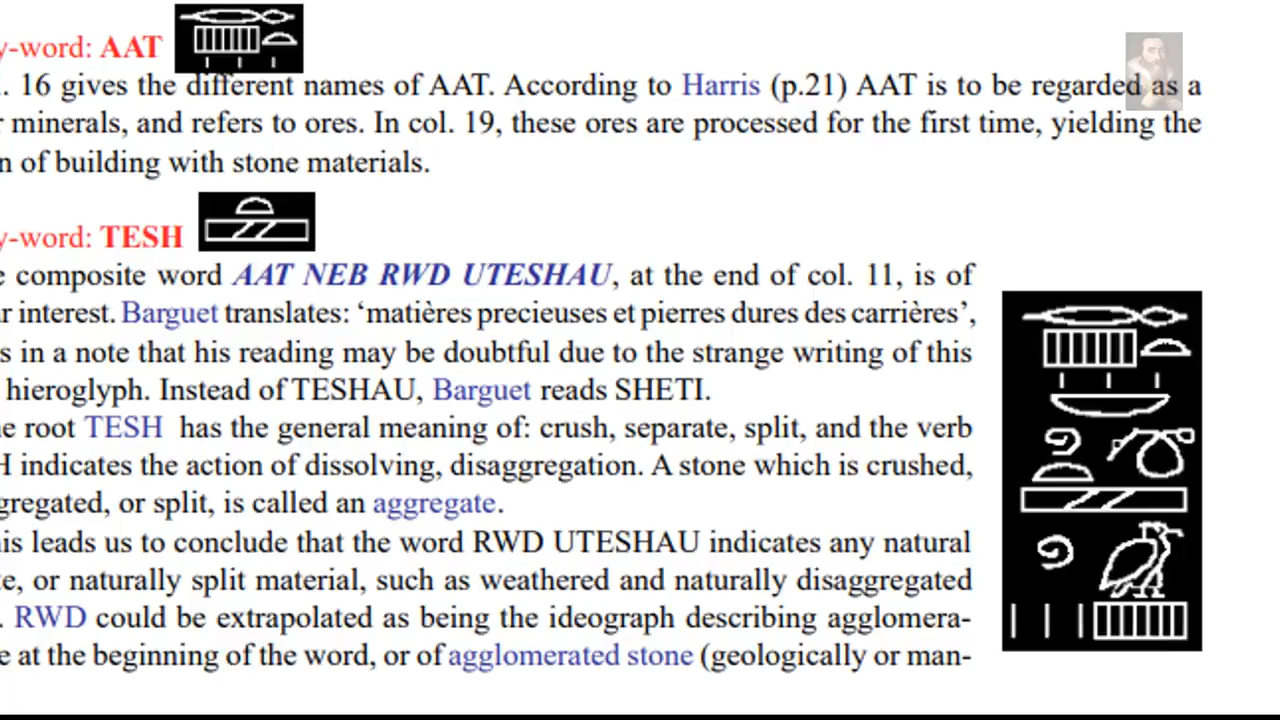 y-word: AAT
. 16 gives the different names of AAT. According to Harris (p.21) AAT is to be regarded as a
r minerals, and refers to ores. In col. 19, these ores are processed for the first time, yielding the
n of building with stone materials.
y-word: TESH
e composite word AAT NEB RWD UTESHAU, at the end of col. 11, is of
r interest. Barguet translates: ‘matières precieuses et pierres dures des carrières’,
s in a note that his reading may be doubtful due to the strange writing of this
hieroglyph. Instead of TESHAU, Barguet reads SHETI.
e root TESH has the general meaning of: crush, separate, split, and the verb
H indicates the action of dissolving, disaggregation. A stone which is crushed,
gregated, or split, is called an aggregate.
is leads us to conclude that the word RWD UTESHAU indicates any natural
te, or naturally split material, such as weathered and naturally disaggregated
. RWD could be extrapolated as being the ideograph describing agglomera-
e at the beginning of the word, or of agglomerated stone (geologically or man-